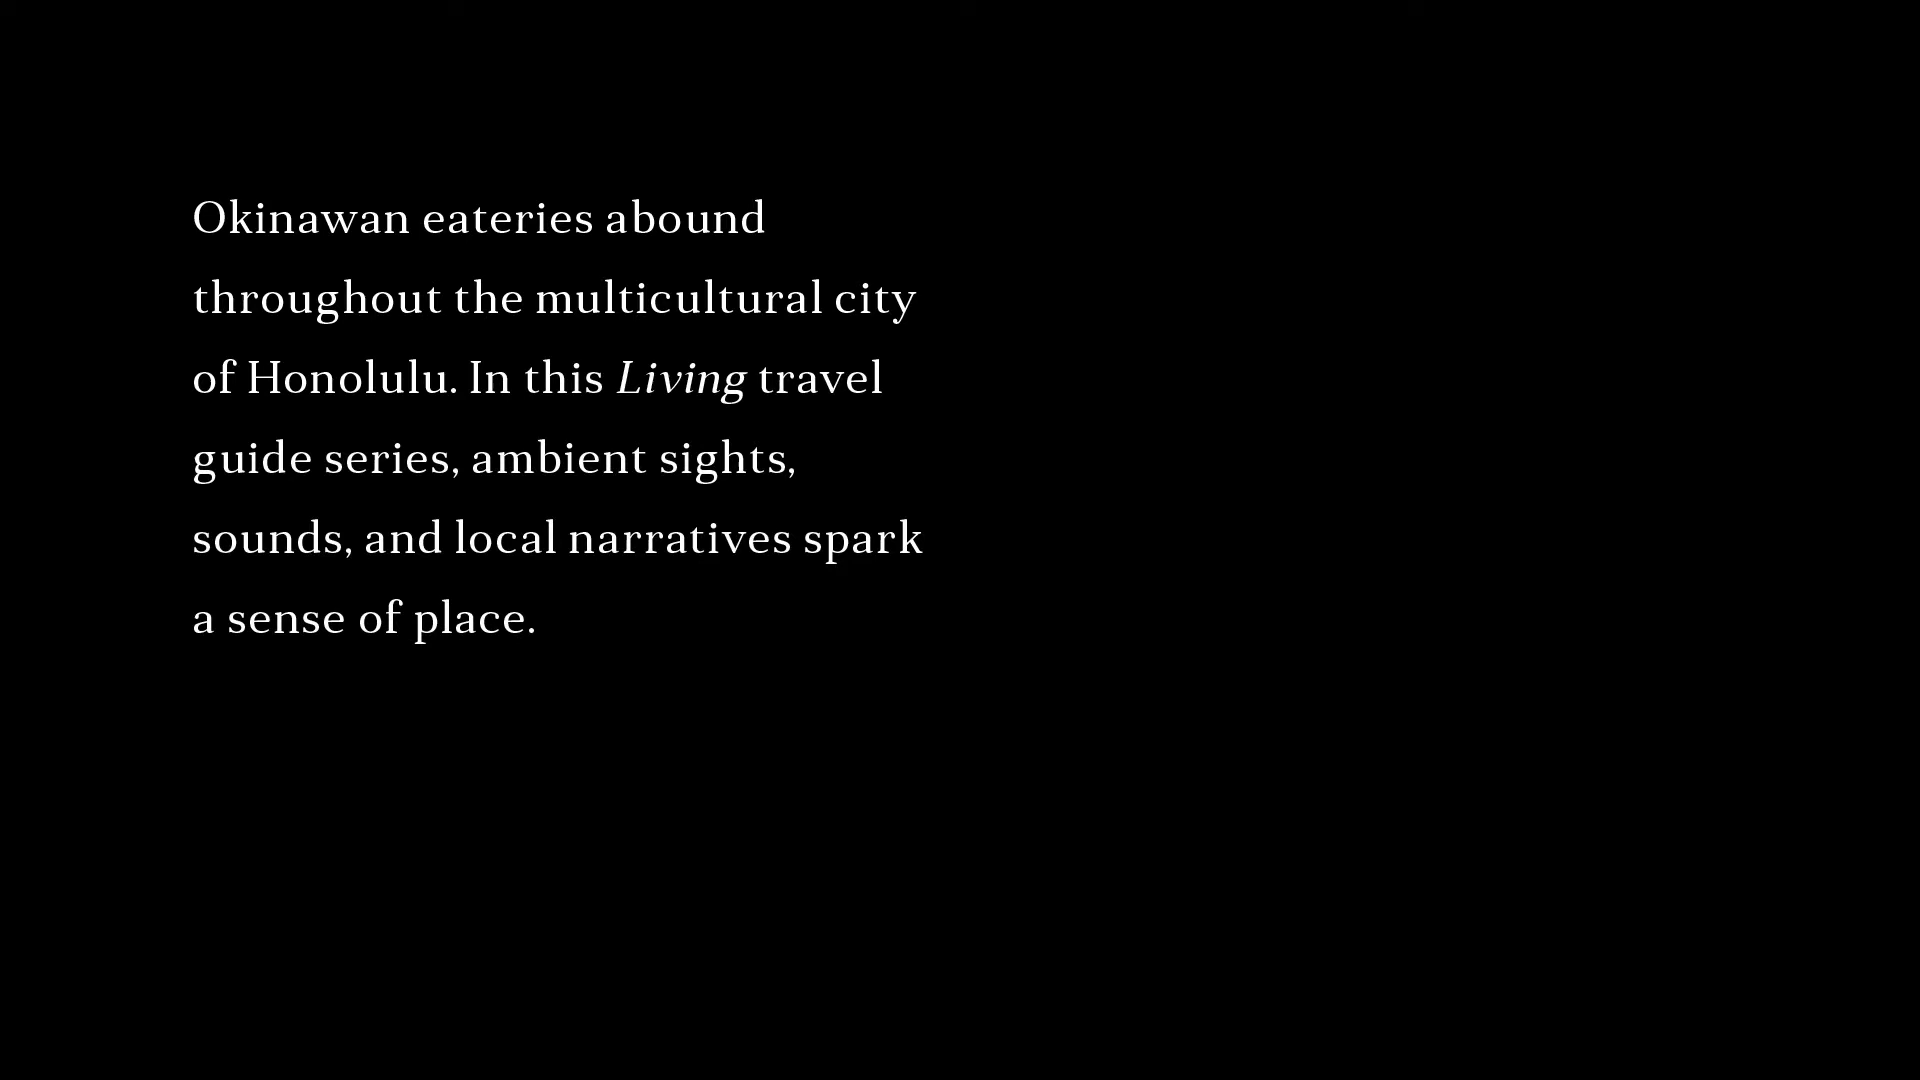 Okinawan eateries abound
throughout the multicultural city
of Honolulu. In this Living travel
guide series, ambient sights,
sounds, and local narratives spark
a sense of place.